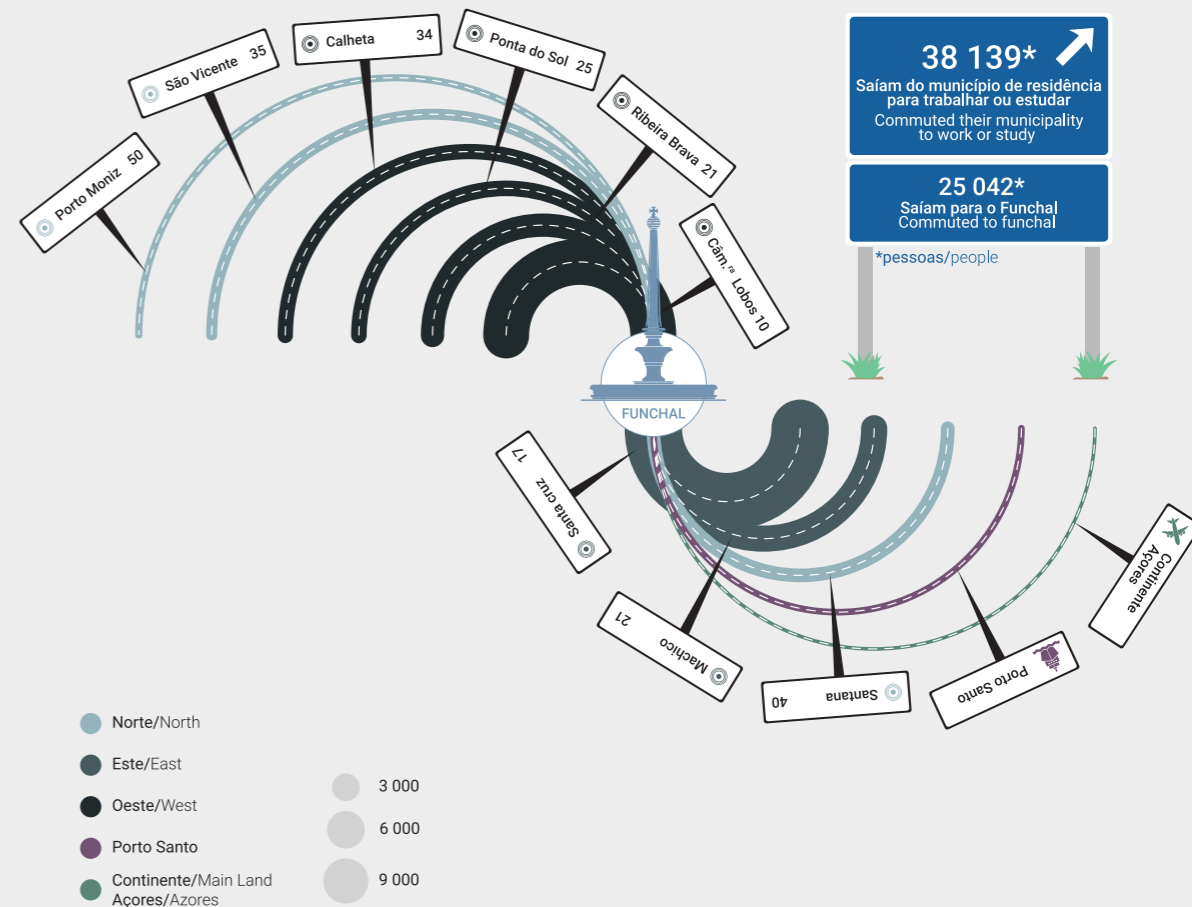 Porto Moniz 50
São Vicente 35
Calheta 34
Ponta do Sol 25
Ribeira Brava 21
Câm.ʳᵃ Lobos 10
38 139*
Saíam do município de residência
para trabalhar ou estudar
Commuted their municipality
to work or study
25 042*
Saíam para o Funchal
Commuted to funchal
*pessoas/people
FUNCHAL
Santa cruz 17
Machico 21
Santana 40
Porto Santo
Continente
Açores
Norte/North
Este/East
Oeste/West
Porto Santo
Continente/Main Land
Açores/Azores
3 000
6 000
9 000